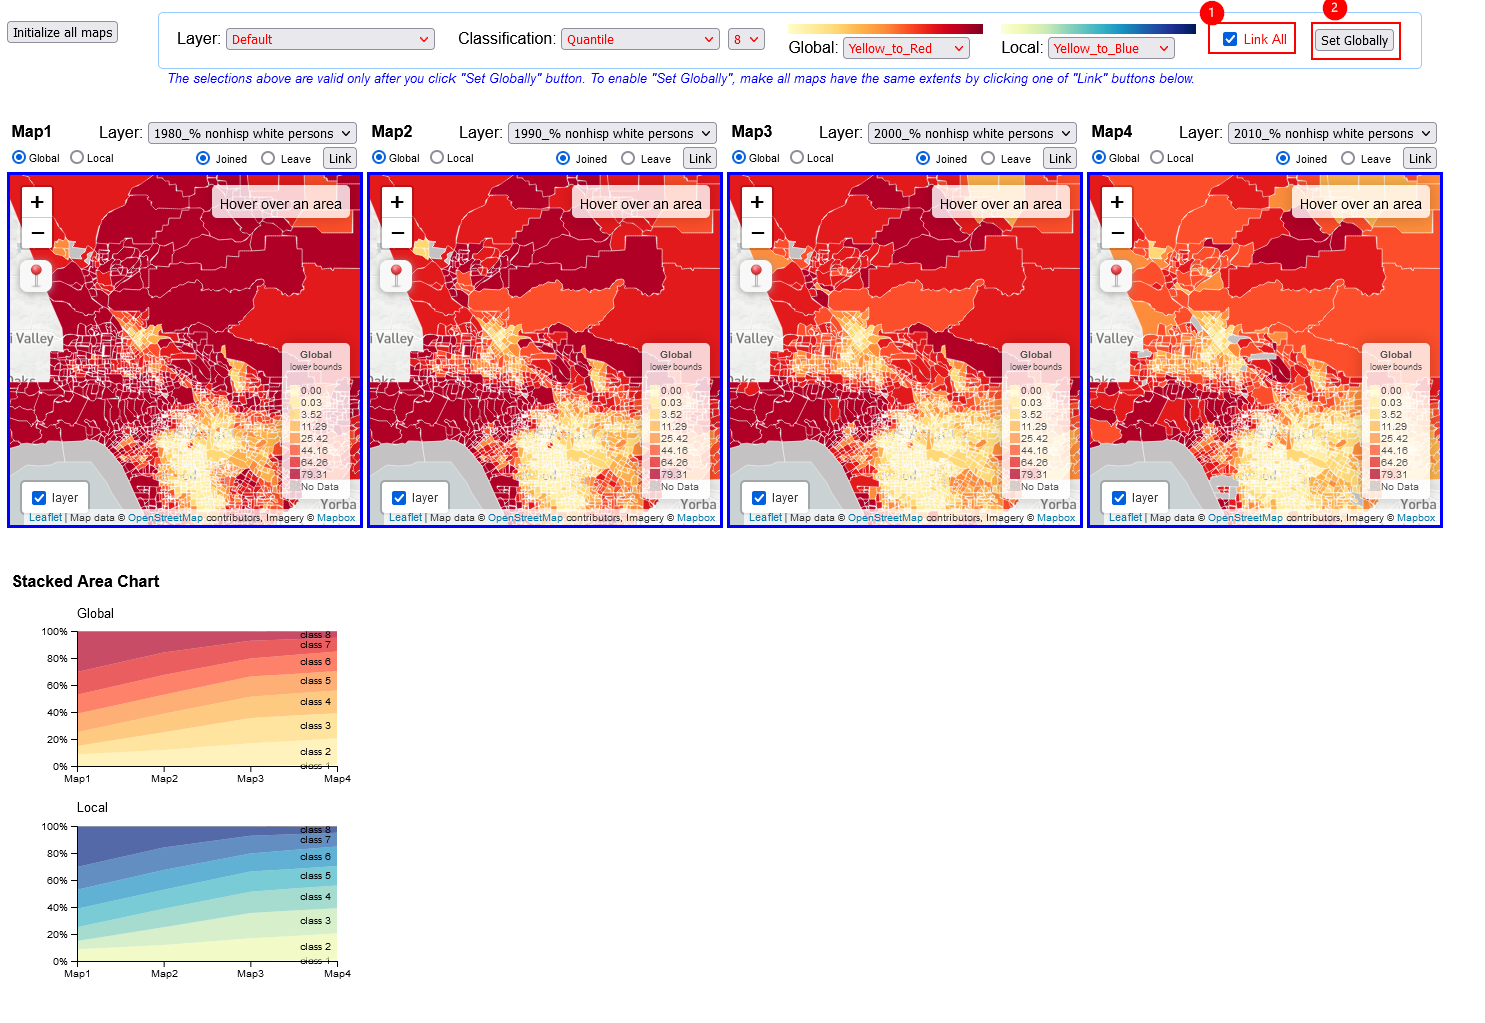 Initialize all maps
Layer: Default Classification: Quantile 8 Global: Yellow_to_Red Local: Yellow_to_Blue 1 Link All 2 Set Globally
The selections above are valid only after you click "Set Globally" button. To enable "Set Globally", make all maps have the same extents by clicking one of "Link" buttons below.
Map1 Layer: 1980_% nonhisp white persons
Global Local Joined Leave Link
+
−
Hover over an area
i Valley
Oaks
Global
lower bounds
0.00
0.03
3.52
11.29
25.42
44.16
64.26
79.31
No Data
layer
Yorba
Leaflet | Map data © OpenStreetMap contributors, Imagery © Mapbox
Map2 Layer: 1990_% nonhisp white persons
Global Local Joined Leave Link
+
−
Hover over an area
i Valley
Oaks
Global
lower bounds
0.00
0.03
3.52
11.29
25.42
44.16
64.26
79.31
No Data
layer
Yorba
Leaflet | Map data © OpenStreetMap contributors, Imagery © Mapbox
Map3 Layer: 2000_% nonhisp white persons
Global Local Joined Leave Link
+
−
Hover over an area
i Valley
Oaks
Global
lower bounds
0.00
0.03
3.52
11.29
25.42
44.16
64.26
79.31
No Data
layer
Yorba
Leaflet | Map data © OpenStreetMap contributors, Imagery © Mapbox
Map4 Layer: 2010_% nonhisp white persons
Global Local Joined Leave Link
+
−
Hover over an area
i Valley
Oaks
Global
lower bounds
0.00
0.03
3.52
11.29
25.42
44.16
64.26
79.31
No Data
layer
Yorba
Leaflet | Map data © OpenStreetMap contributors, Imagery © Mapbox
Stacked Area Chart
Global
100%
80%
60%
40%
20%
0%
class 8
class 7
class 6
class 5
class 4
class 3
class 2
class 1
Map1 Map2 Map3 Map4
Local
100%
80%
60%
40%
20%
0%
class 8
class 7
class 6
class 5
class 4
class 3
class 2
class 1
Map1 Map2 Map3 Map4